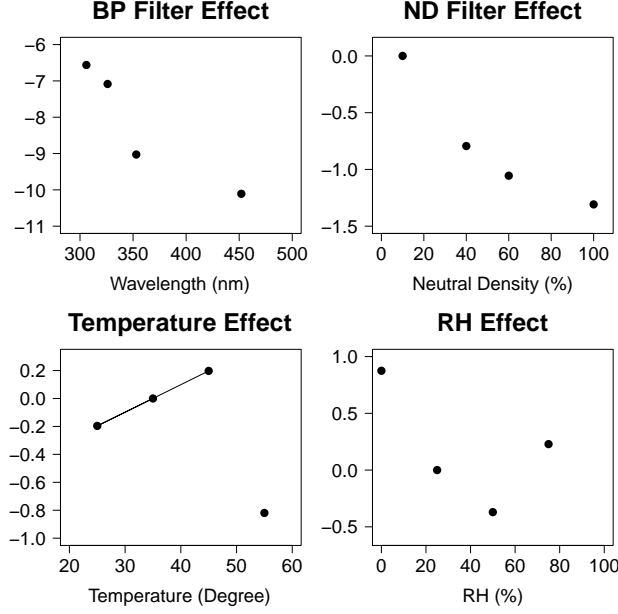 BP Filter Effect
−6
−7
−8
−9
−10
−11
300 350 400 450 500
Wavelength (nm)
ND Filter Effect
0.0
−0.5
−1.0
−1.5
0 20 40 60 80 100
Neutral Density (%)
Temperature Effect
0.2
0.0
−0.2
−0.4
−0.6
−0.8
−1.0
20 30 40 50 60
Temperature (Degree)
RH Effect
1.0
0.5
0.0
−0.5
0 20 40 60 80 100
RH (%)